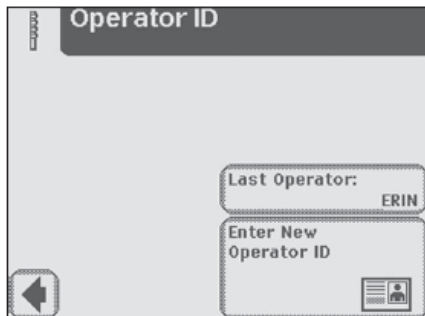 Operator ID
Last Operator:
ERIN
Enter New
Operator ID